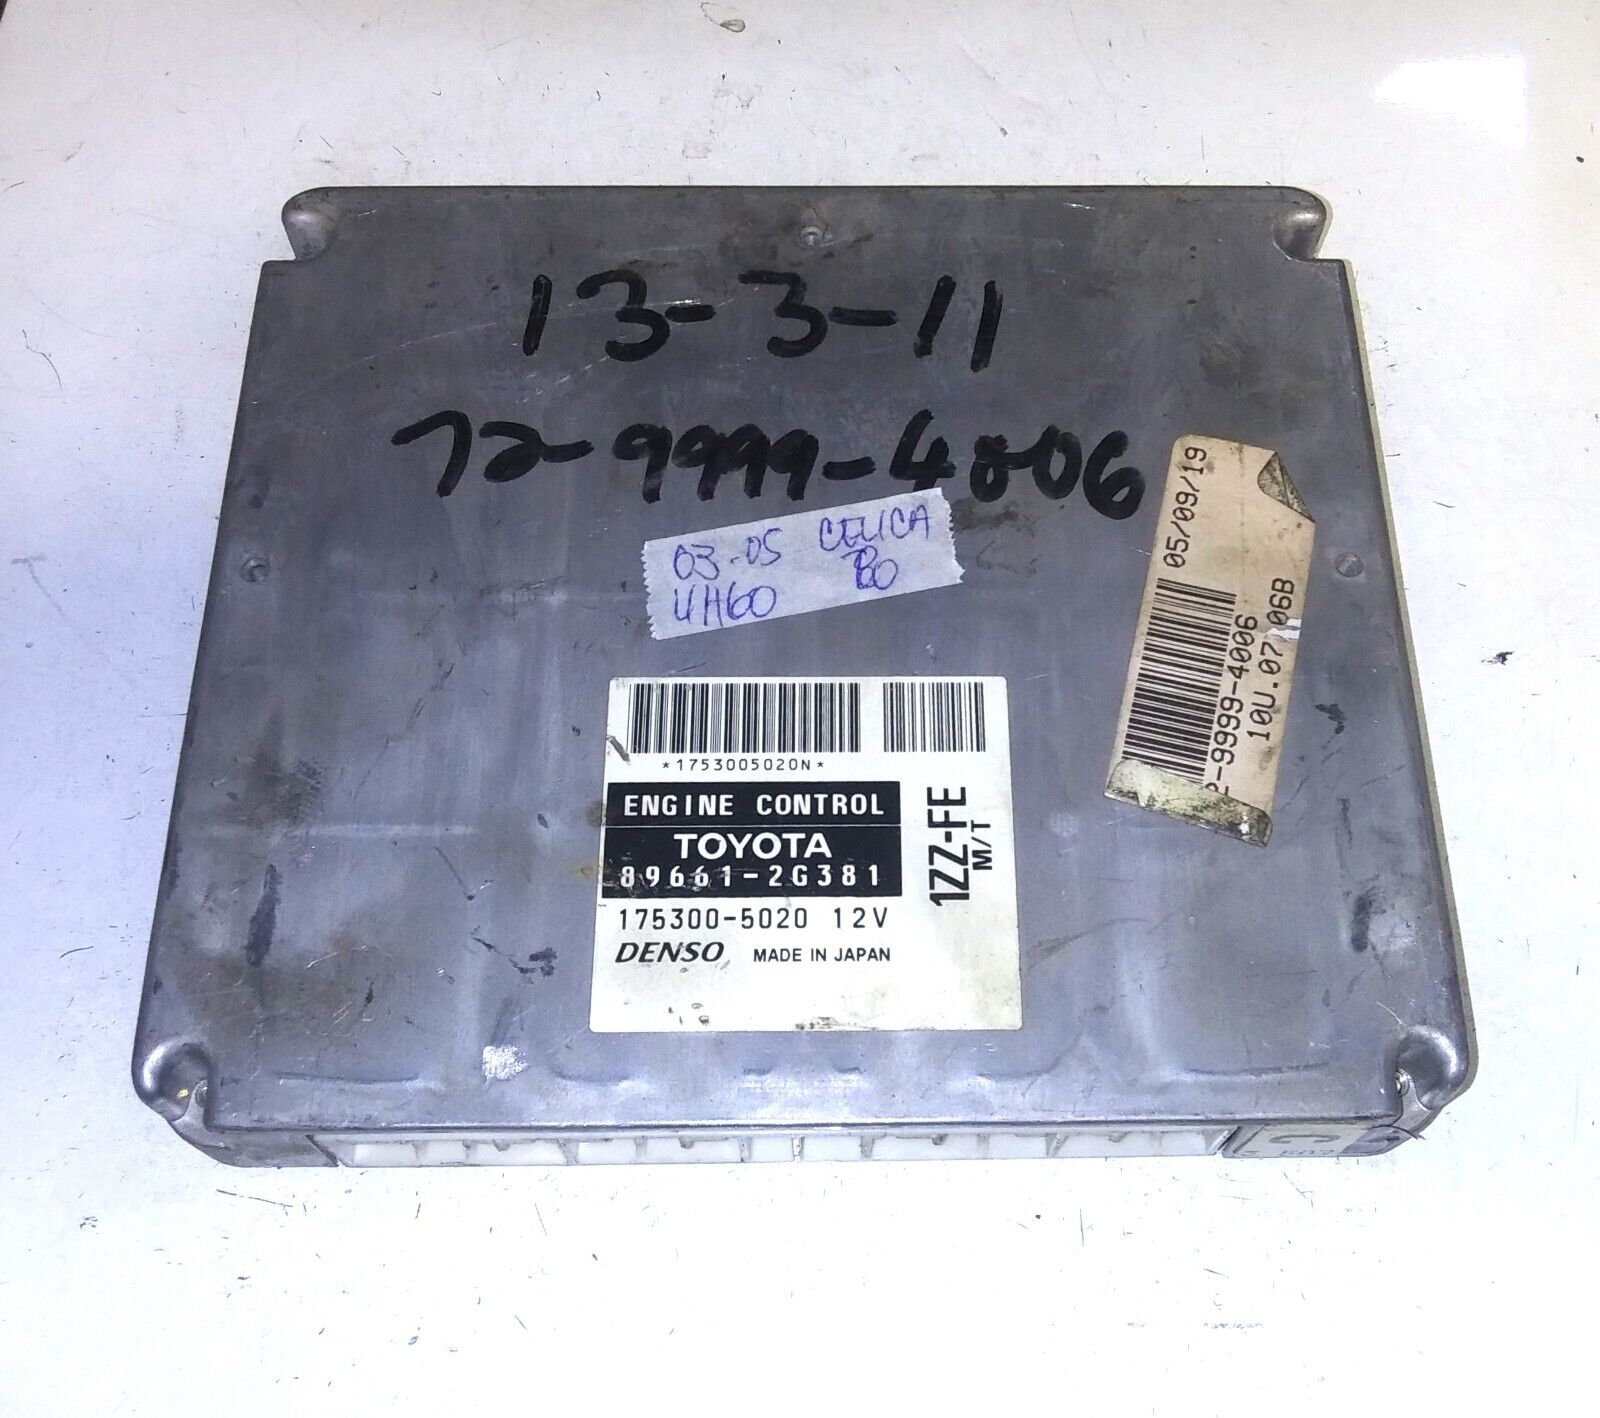 13-3-11
72-9999-4006
03-05 CELICA
UH60 BO
05/09/19
2-9999-4006
10U.07 06B
*1753005020N*
ENGINE CONTROL
TOYOTA
89661-2G381
175300-5020 12V
DENSO MADE IN JAPAN
1ZZ-FE
M/T